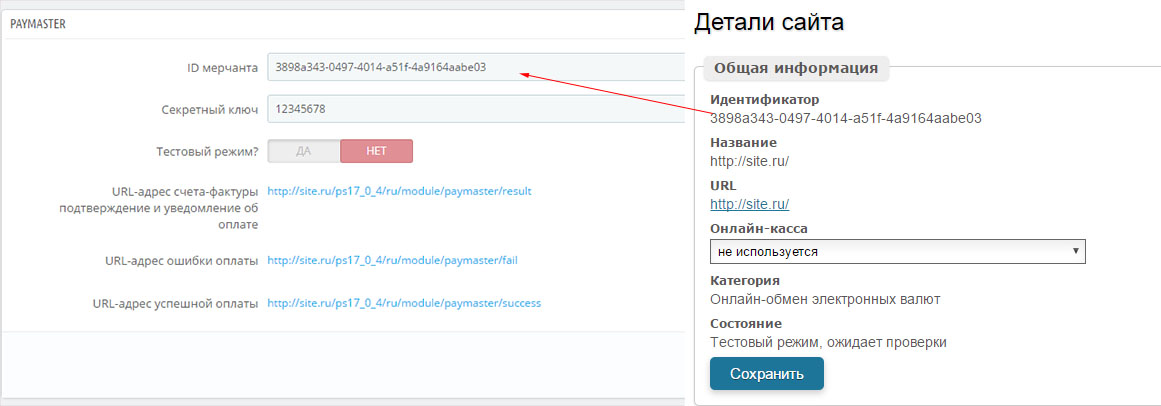 PAYMASTER
ID мерчанта
3898a343-0497-4014-a51f-4a9164aabe03
Секретный ключ
12345678
Тестовый режим?
ДА
НЕТ
URL-адрес счета-фактуры
подтверждение и уведомление об
оплате
http://site.ru/ps17_0_4/ru/module/paymaster/result
URL-адрес ошибки оплаты
http://site.ru/ps17_0_4/ru/module/paymaster/fail
URL-адрес успешной оплаты
http://site.ru/ps17_0_4/ru/module/paymaster/success
Детали сайта
Общая информация
Идентификатор
3898a343-0497-4014-a51f-4a9164aabe03
Название
http://site.ru/
URL
http://site.ru/
Онлайн-касса
не используется
Категория
Онлайн-обмен электронных валют
Состояние
Тестовый режим, ожидает проверки
Сохранить